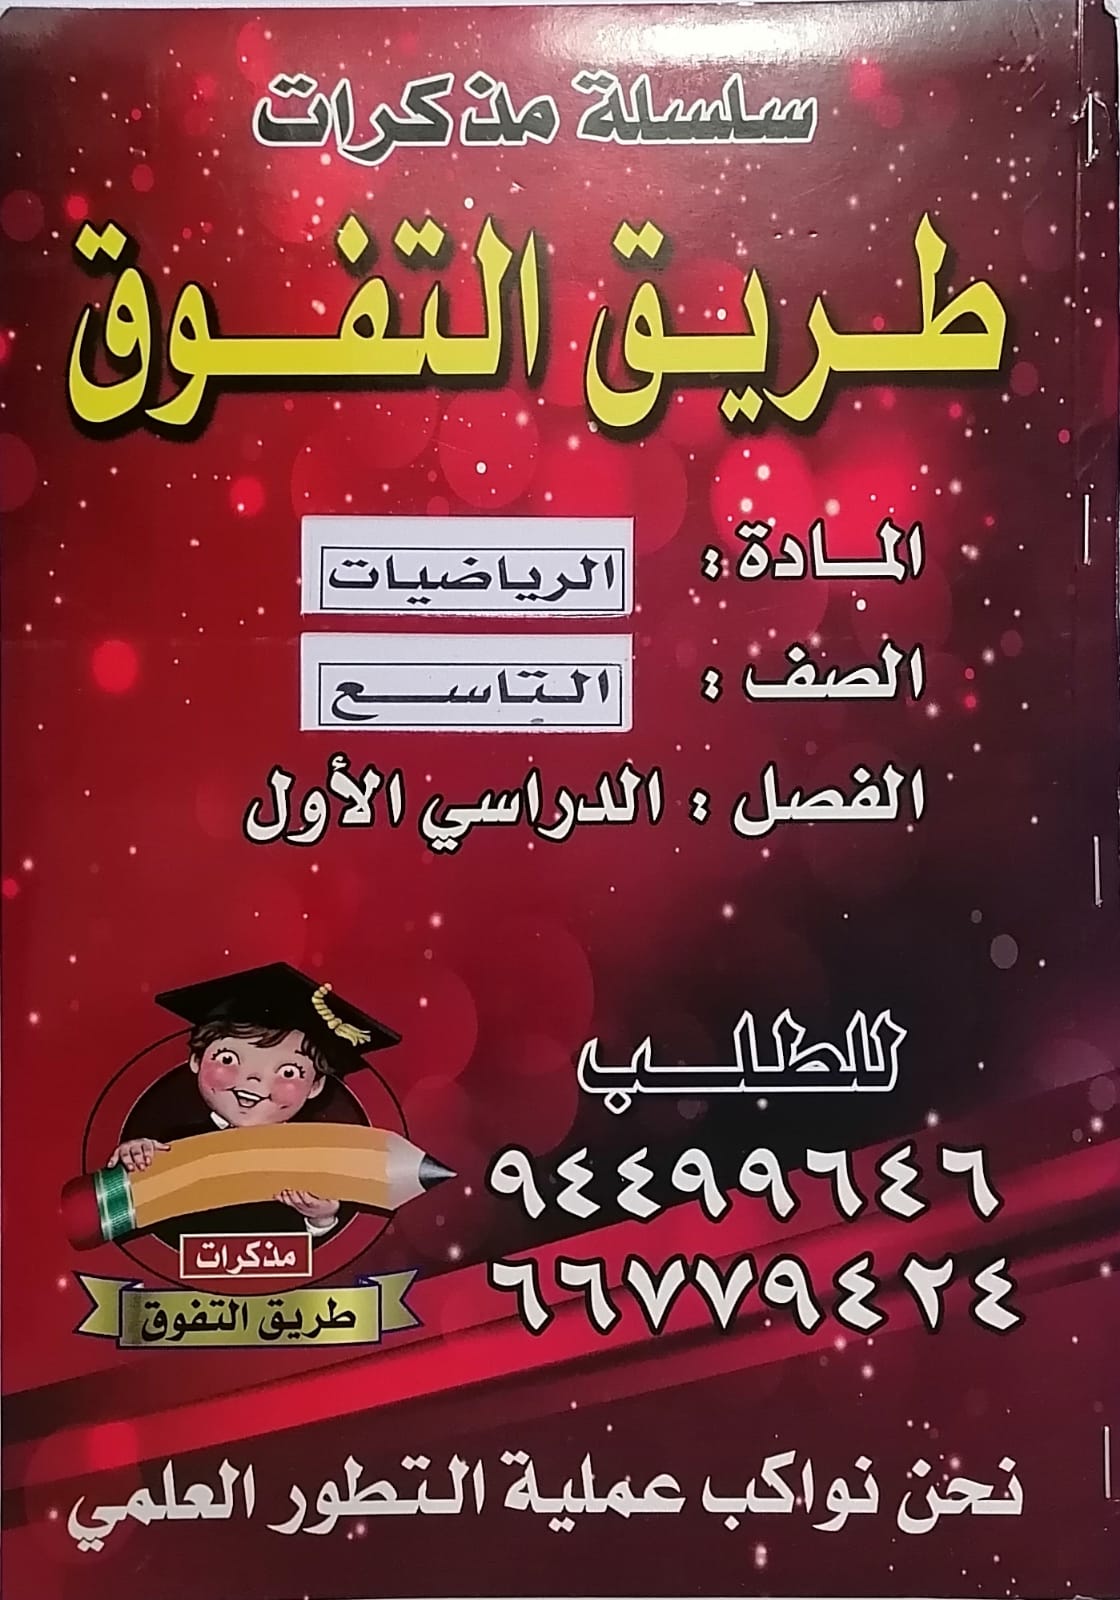 سلسلة مذكرات
طريق التفوق
المادة : الرياضيات
الصف : التاسع
الفصل : الدراسي الأول
للطلب
٩٤٤٩٩٦٤٦
٦٦٧٧٩٤٢٤
مذكرات
طريق التفوق
نحن نواكب عملية التطور العلمي